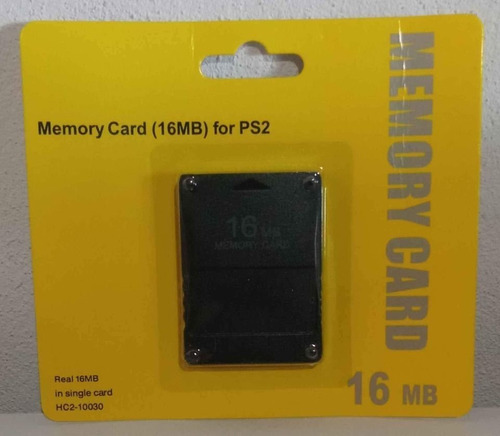 Memory Card (16MB) for PS2
MEMORY CARD
16 MB
MEMORY CARD
Real 16MB
in single card
HC2-10030
16 MB